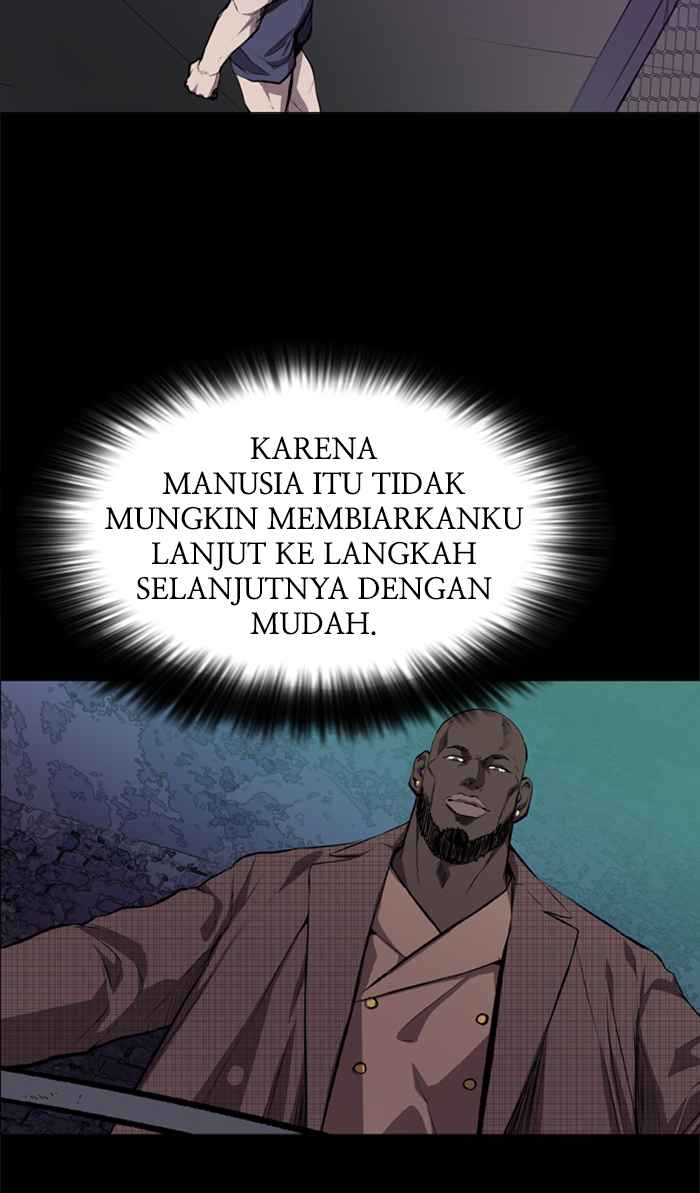 KARENA
MANUSIA ITU TIDAK
MUNGKIN MEMBIARKANKU
LANJUT KE LANGKAH
SELANJUTNYA DENGAN
MUDAH.